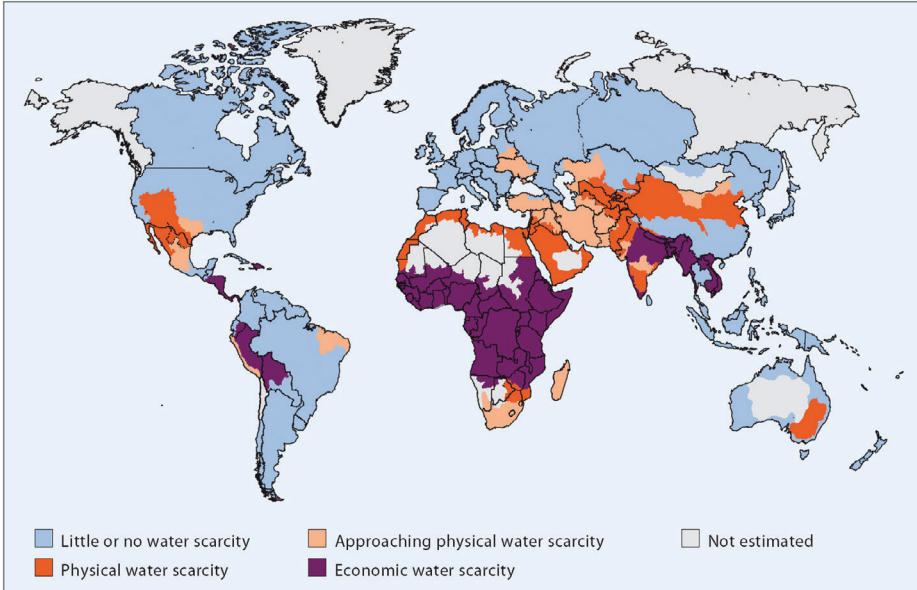 Little or no water scarcity
Approaching physical water scarcity
Not estimated
Physical water scarcity
Economic water scarcity